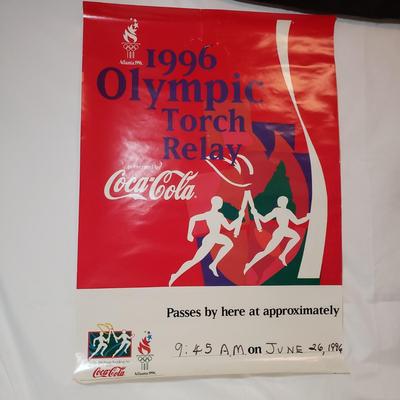 Atlanta 1996
1996
Olympic
Torch
Relay
presented by
Coca-Cola
Passes by here at approximately
9:45 A.M. on JUNE 26, 1996
Coca-Cola
Atlanta 1996